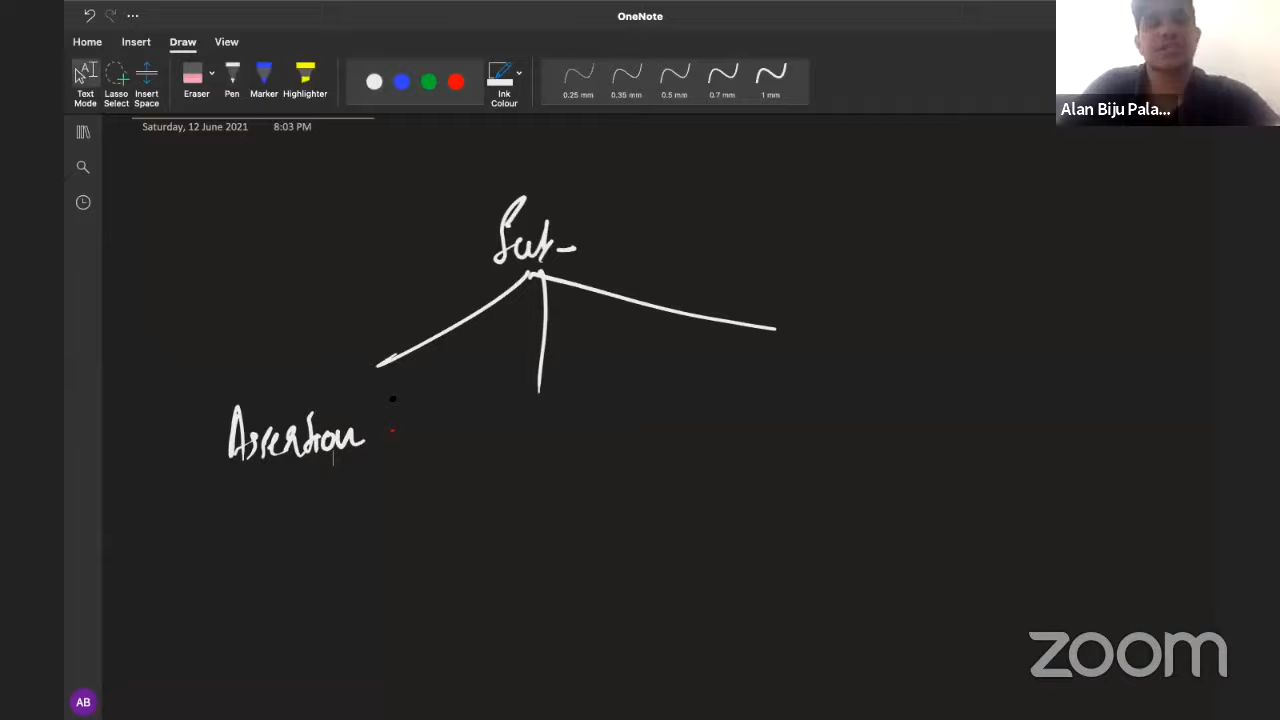 OneNote
Home Insert Draw View
Text Mode
Lasso Select
Insert Space
Eraser
Pen
Marker
Highlighter
Ink Colour
0.25 mm
0.35 mm
0.5 mm
0.7 mm
1 mm
Alan Biju Pala...
Saturday, 12 June 2021 8:03 PM
Assertion
zoom
AB